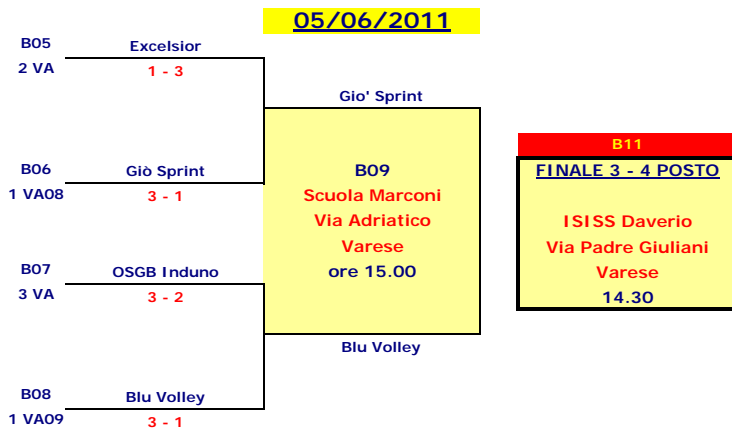 05/06/2011
B05
Excelsior
2 VA
1 - 3
Gio' Sprint
B06
Giò Sprint
1 VA08
3 - 1
B09
Scuola Marconi
Via Adriatico
Varese
ore 15.00
B11
FINALE 3 - 4 POSTO
ISISS Daverio
Via Padre Giuliani
Varese
14.30
B07
OSGB Induno
3 VA
3 - 2
Blu Volley
B08
Blu Volley
1 VA09
3 - 1